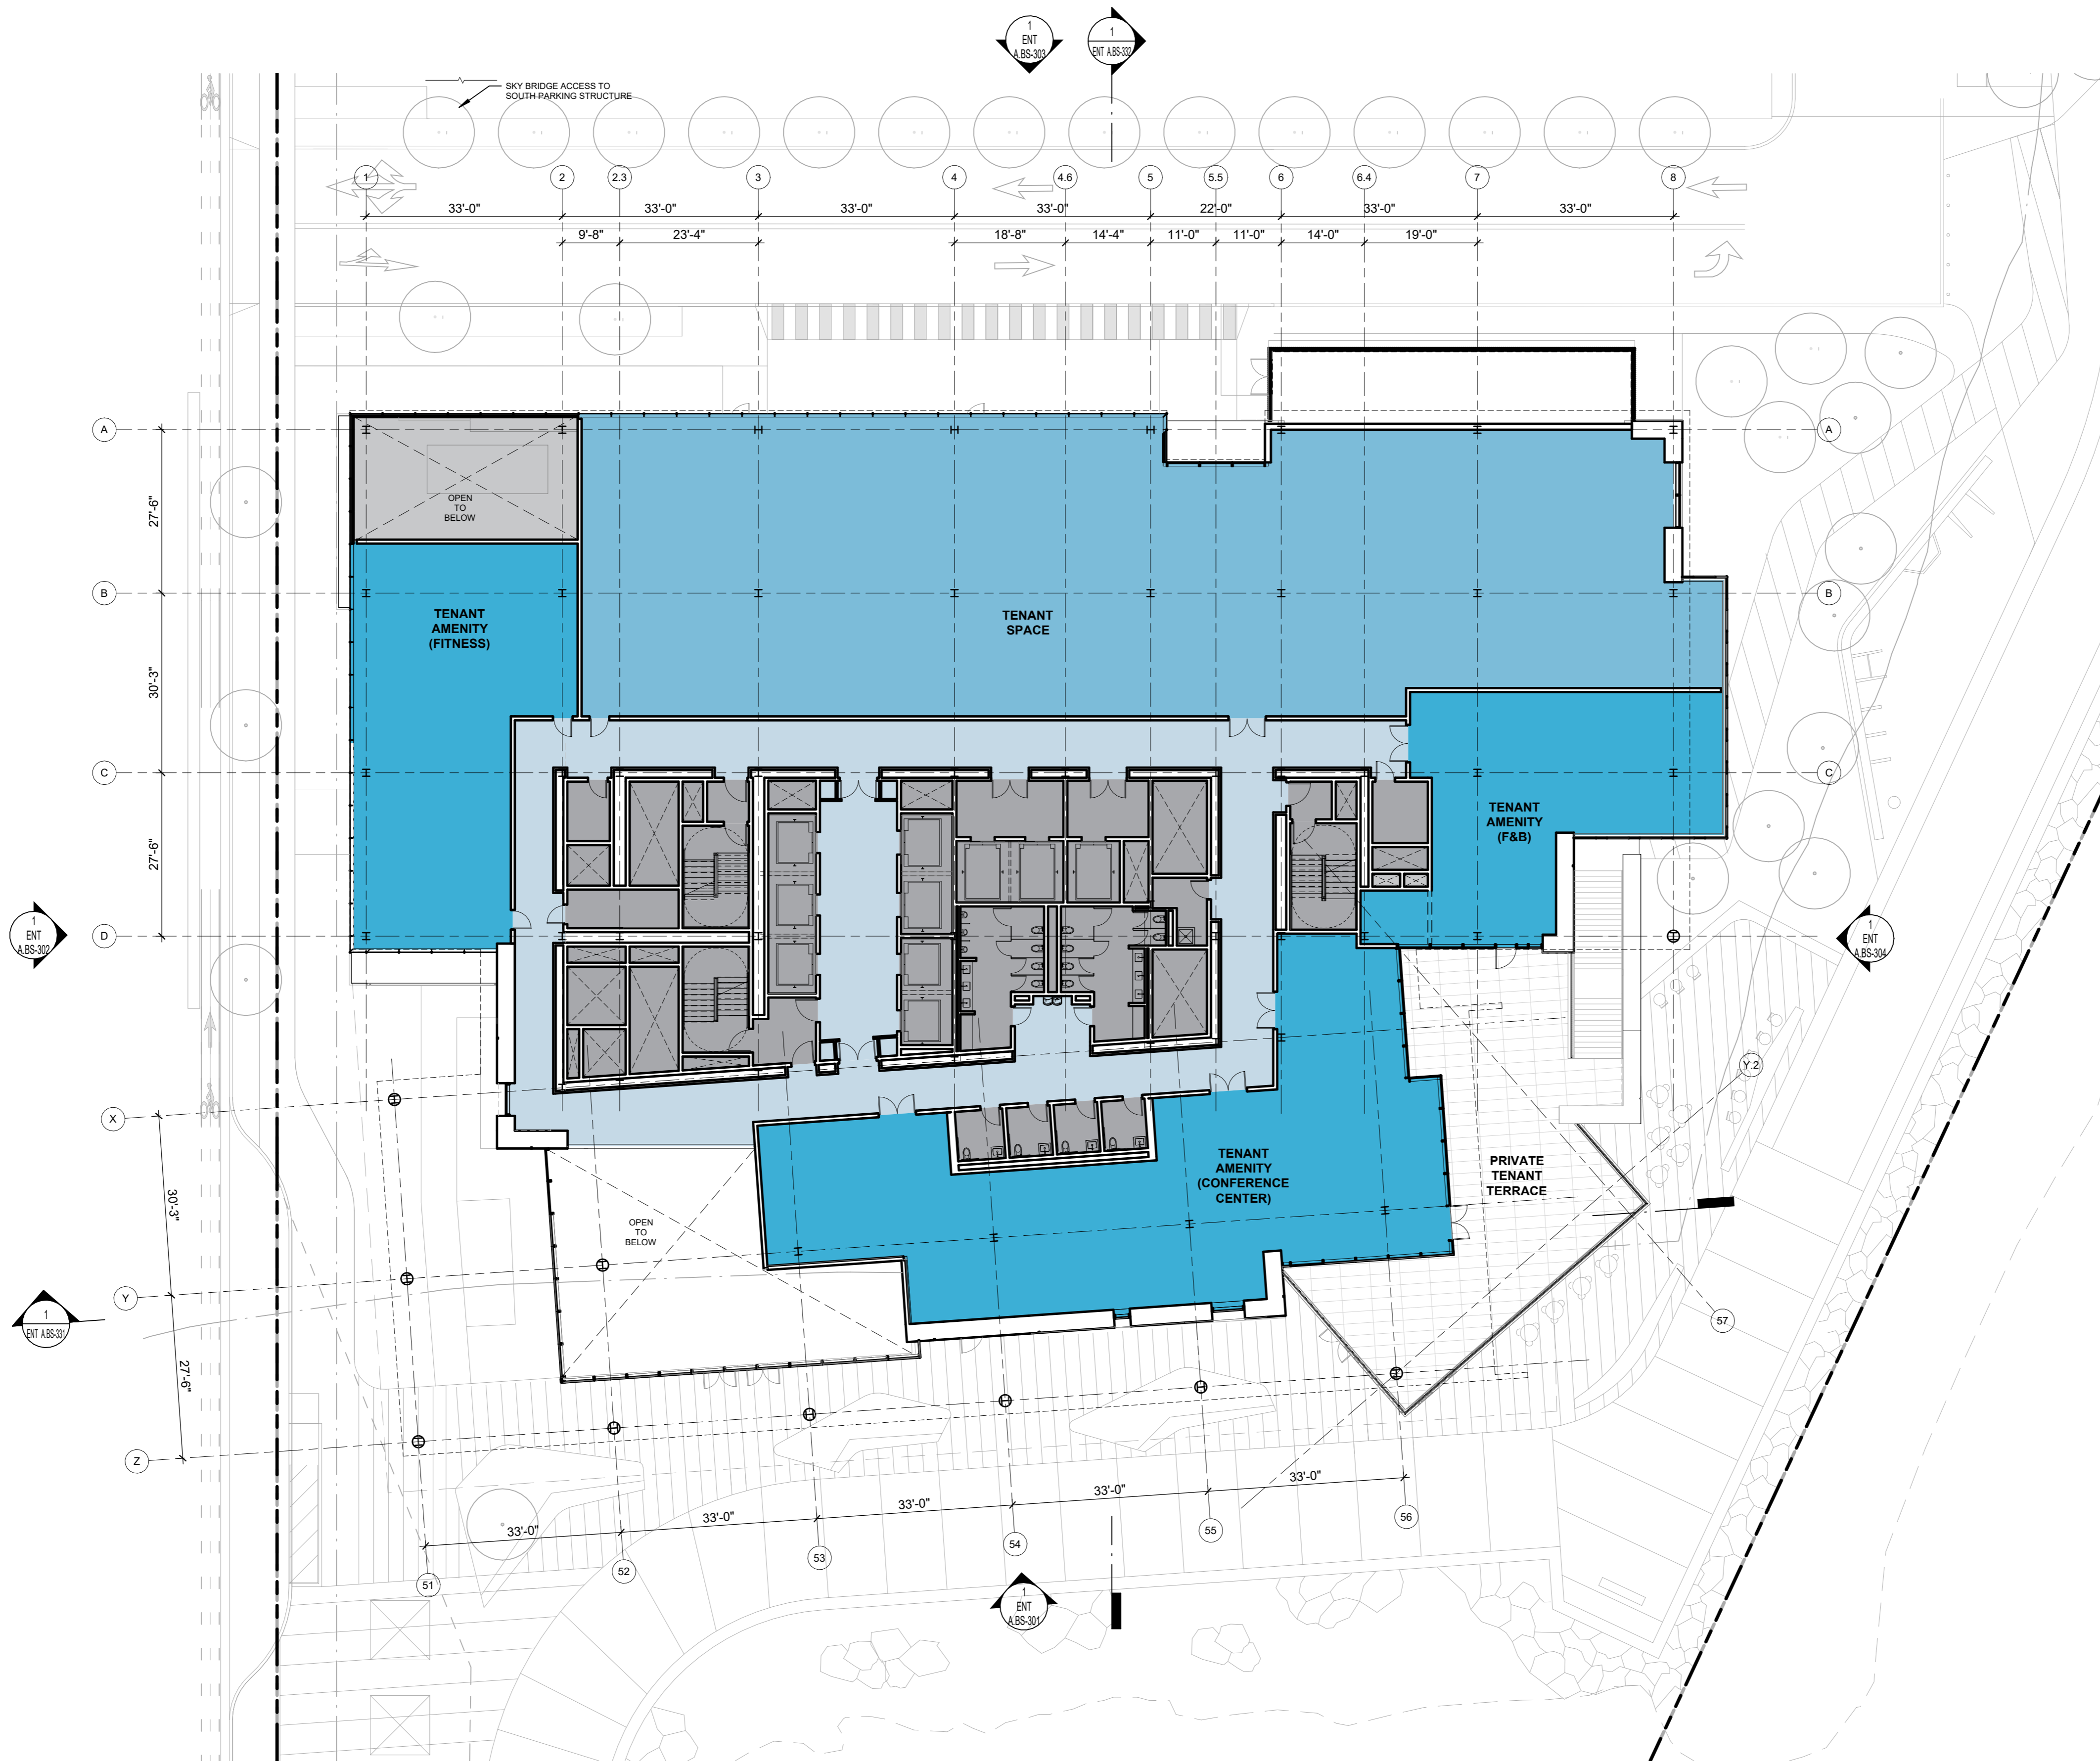 1
ENT
A.BS-303
1
ENT A.BS-332
SKY BRIDGE ACCESS TO
SOUTH PARKING STRUCTURE
1
2
2.3
3
4
4.6
5
5.5
6
6.4
7
8
33'-0"
33'-0"
33'-0"
33'-0"
22'-0"
33'-0"
33'-0"
9'-8"
23'-4"
18'-8"
14'-4"
11'-0"
11'-0"
14'-0"
19'-0"
A
A
27'-6"
OPEN
TO
BELOW
B
B
TENANT
AMENITY
(FITNESS)
TENANT
SPACE
30'-3"
C
C
TENANT
AMENITY
(F&B)
27'-6"
1
ENT
A.BS-302
D
1
ENT
A.BS-304
Y.2
X
TENANT
AMENITY
(CONFERENCE
CENTER)
PRIVATE
TENANT
TERRACE
30'-3"
OPEN
TO
BELOW
Y
1
ENT A.BS-331
57
27'-6"
Z
33'-0"
33'-0"
33'-0"
33'-0"
33'-0"
51
52
53
54
55
56
1
ENT
A.BS-301